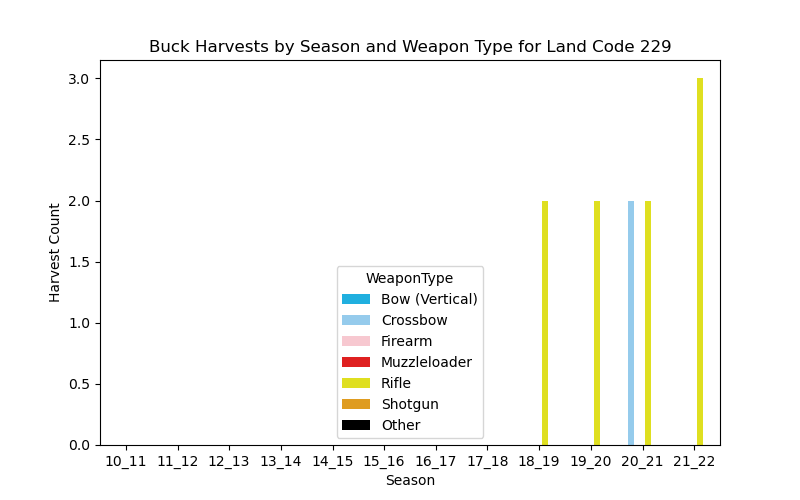 Buck Harvests by Season and Weapon Type for Land Code 229
Harvest Count
3.0
2.5
2.0
1.5
1.0
0.5
0.0
WeaponType
Bow (Vertical)
Crossbow
Firearm
Muzzleloader
Rifle
Shotgun
Other
10_11 11_12 12_13 13_14 14_15 15_16 16_17 17_18 18_19 19_20 20_21 21_22
Season